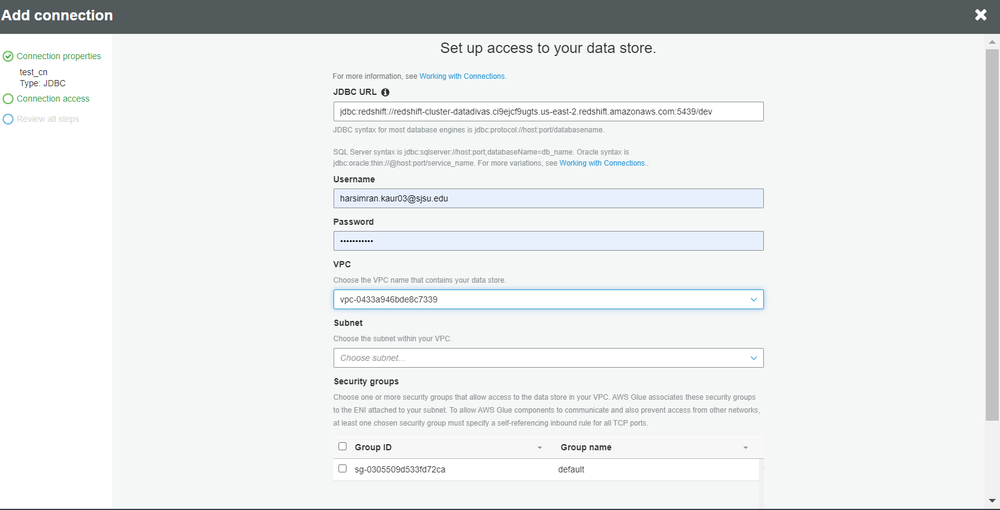 Add connection
Connection properties
test_cn
Type: JDBC
Connection access
Review all steps
Set up access to your data store.
For more information, see Working with Connections.
JDBC URL
jdbc:redshift://redshift-cluster-datadivas.ci9ejcf9ugts.us-east-2.redshift.amazonaws.com:5439/dev
JDBC syntax for most database engines is jdbc:protocol://host:port/databasename.
SQL Server syntax is jdbc:sqlserver://host:port;databaseName=db_name. Oracle syntax is
jdbc:oracle:thin://@host:port/service_name. For more variations, see Working with Connections..
Username
harsimran.kaur03@sjsu.edu
Password
•••••••••••
VPC
Choose the VPC name that contains your data store.
vpc-0433a946bde8c7339
Subnet
Choose the subnet within your VPC.
Choose subnet...
Security groups
Choose one or more security groups that allow access to the data store in your VPC. AWS Glue associates these security groups
to the ENI attached to your subnet. To allow AWS Glue components to communicate and also prevent access from other networks,
at least one chosen security group must specify a self-referencing inbound rule for all TCP ports.
Group ID Group name
sg-0305509d533fd72ca default